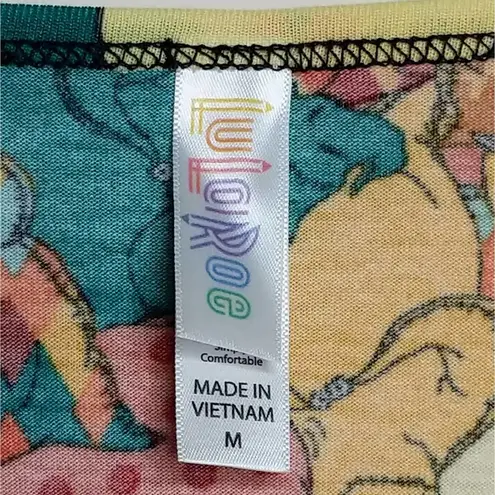 LuLaRoe
Comfortable
MADE IN
VIETNAM
M